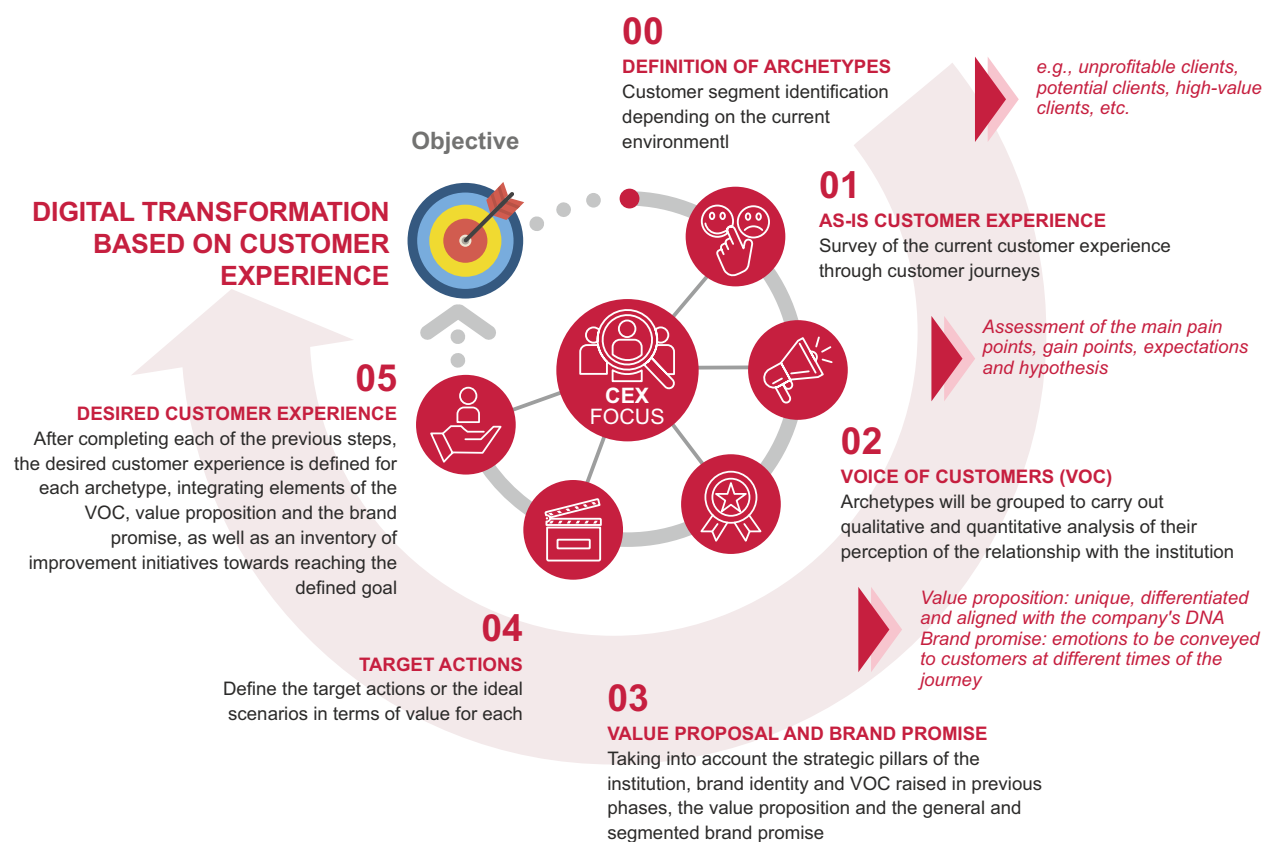 00
DEFINITION OF ARCHETYPES
Customer segment identification
depending on the current
environmentl
e.g., unprofitable clients,
potential clients, high-value
clients, etc.
Objective
DIGITAL TRANSFORMATION
BASED ON CUSTOMER
EXPERIENCE
01
AS-IS CUSTOMER EXPERIENCE
Survey of the current customer experience
through customer journeys
Assessment of the main pain
points, gain points, expectations
and hypothesis
CEX
FOCUS
02
VOICE OF CUSTOMERS (VOC)
Archetypes will be grouped to carry out
qualitative and quantitative analysis of their
perception of the relationship with the institution
Value proposition: unique, differentiated
and aligned with the company's DNA
Brand promise: emotions to be conveyed
to customers at different times of the
journey
03
VALUE PROPOSAL AND BRAND PROMISE
Taking into account the strategic pillars of the
institution, brand identity and VOC raised in previous
phases, the value proposition and the general and
segmented brand promise
04
TARGET ACTIONS
Define the target actions or the ideal
scenarios in terms of value for each
05
DESIRED CUSTOMER EXPERIENCE
After completing each of the previous steps,
the desired customer experience is defined for
each archetype, integrating elements of the
VOC, value proposition and the brand
promise, as well as an inventory of
improvement initiatives towards reaching the
defined goal